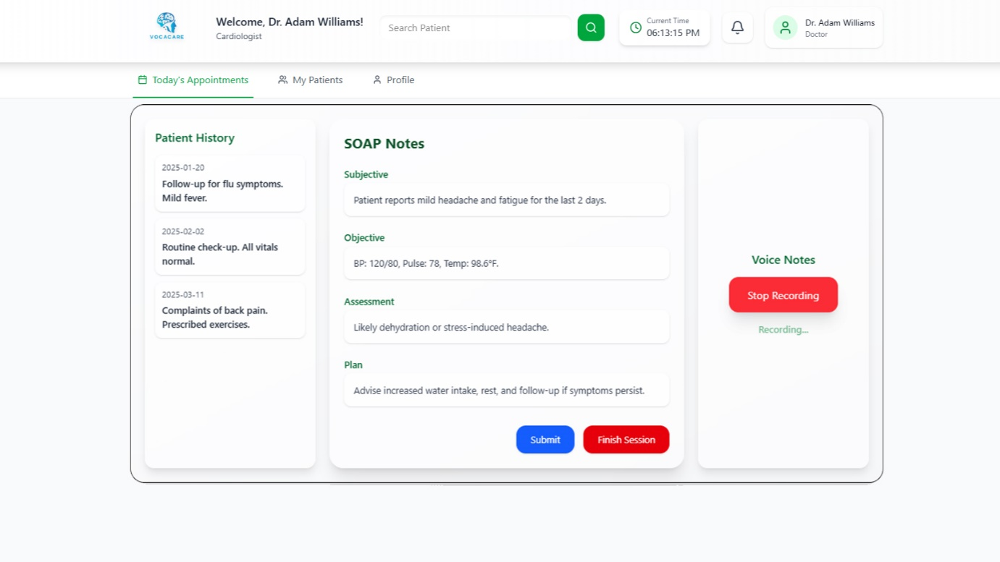 VOCACARE
Welcome, Dr. Adam Williams!
Cardiologist
Search Patient
Current Time
06:13:15 PM
Dr. Adam Williams
Doctor
Today's Appointments
My Patients
Profile
Patient History
2025-01-20
Follow-up for flu symptoms.
Mild fever.
2025-02-02
Routine check-up. All vitals
normal.
2025-03-11
Complaints of back pain.
Prescribed exercises.
SOAP Notes
Subjective
Patient reports mild headache and fatigue for the last 2 days.
Objective
BP: 120/80, Pulse: 78, Temp: 98.6°F.
Assessment
Likely dehydration or stress-induced headache.
Plan
Advise increased water intake, rest, and follow-up if symptoms persist.
Submit
Finish Session
Voice Notes
Stop Recording
Recording...